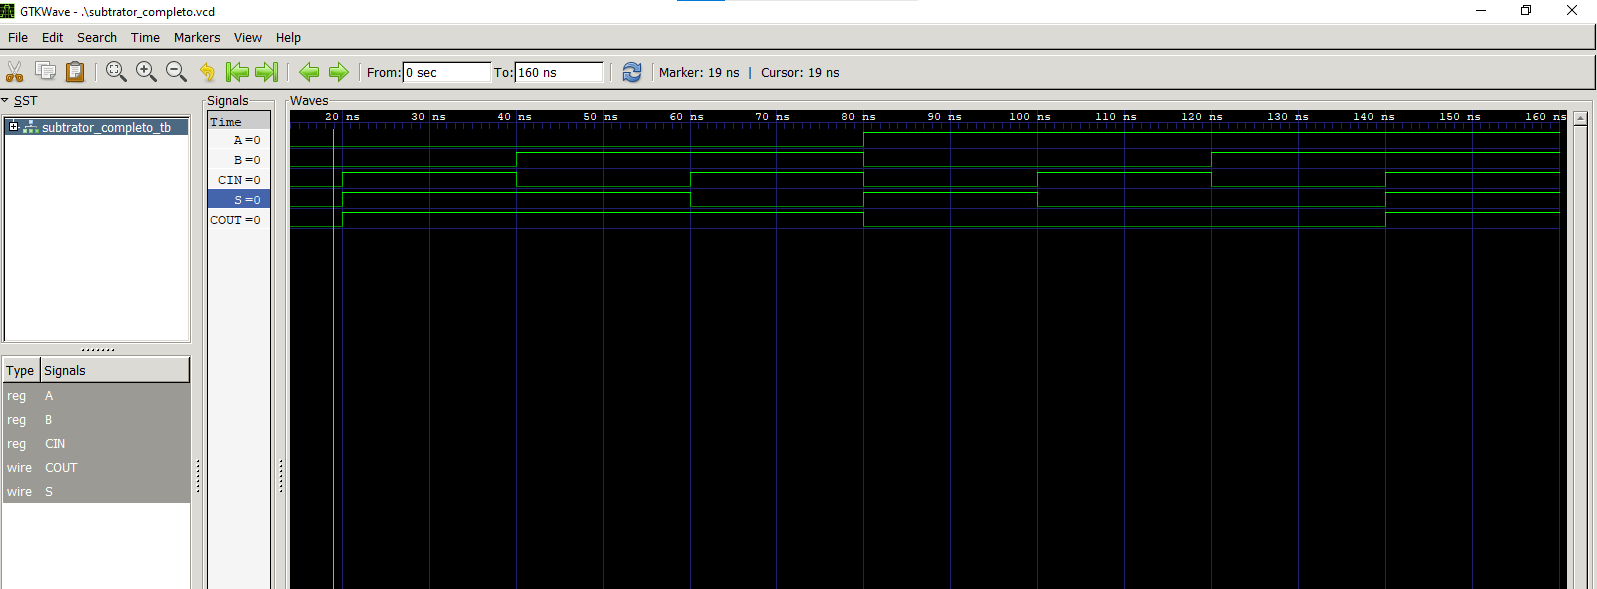 GTKWave - .\subtrator_completo.vcd
File Edit Search Time Markers View Help
From: 0 sec To: 160 ns Marker: 19 ns | Cursor: 19 ns
SST
subtrator_completo_tb
Type Signals
reg A
reg B
reg CIN
wire COUT
wire S
Signals
Time
A =0
B =0
CIN =0
S =0
COUT =0
Waves
20 ns 30 ns 40 ns 50 ns 60 ns 70 ns 80 ns 90 ns 100 ns 110 ns 120 ns 130 ns 140 ns 150 ns 160 ns